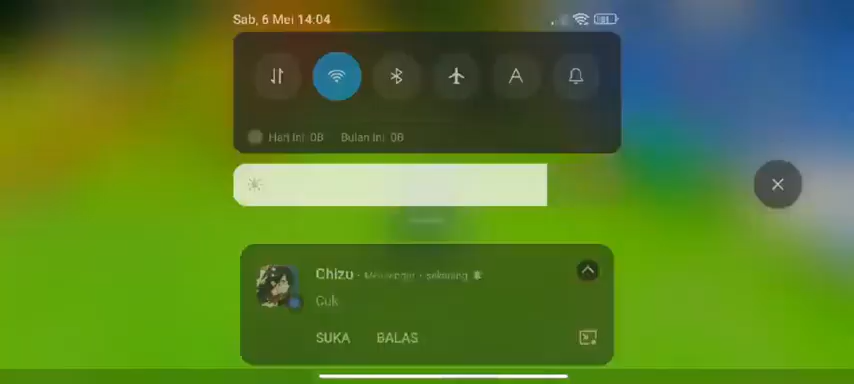 Sab, 6 Mei 14:04
A
Hari ini: 0B Bulan ini: 0B
Chizu · Messenger · sekarang
Cuk
SUKA BALAS